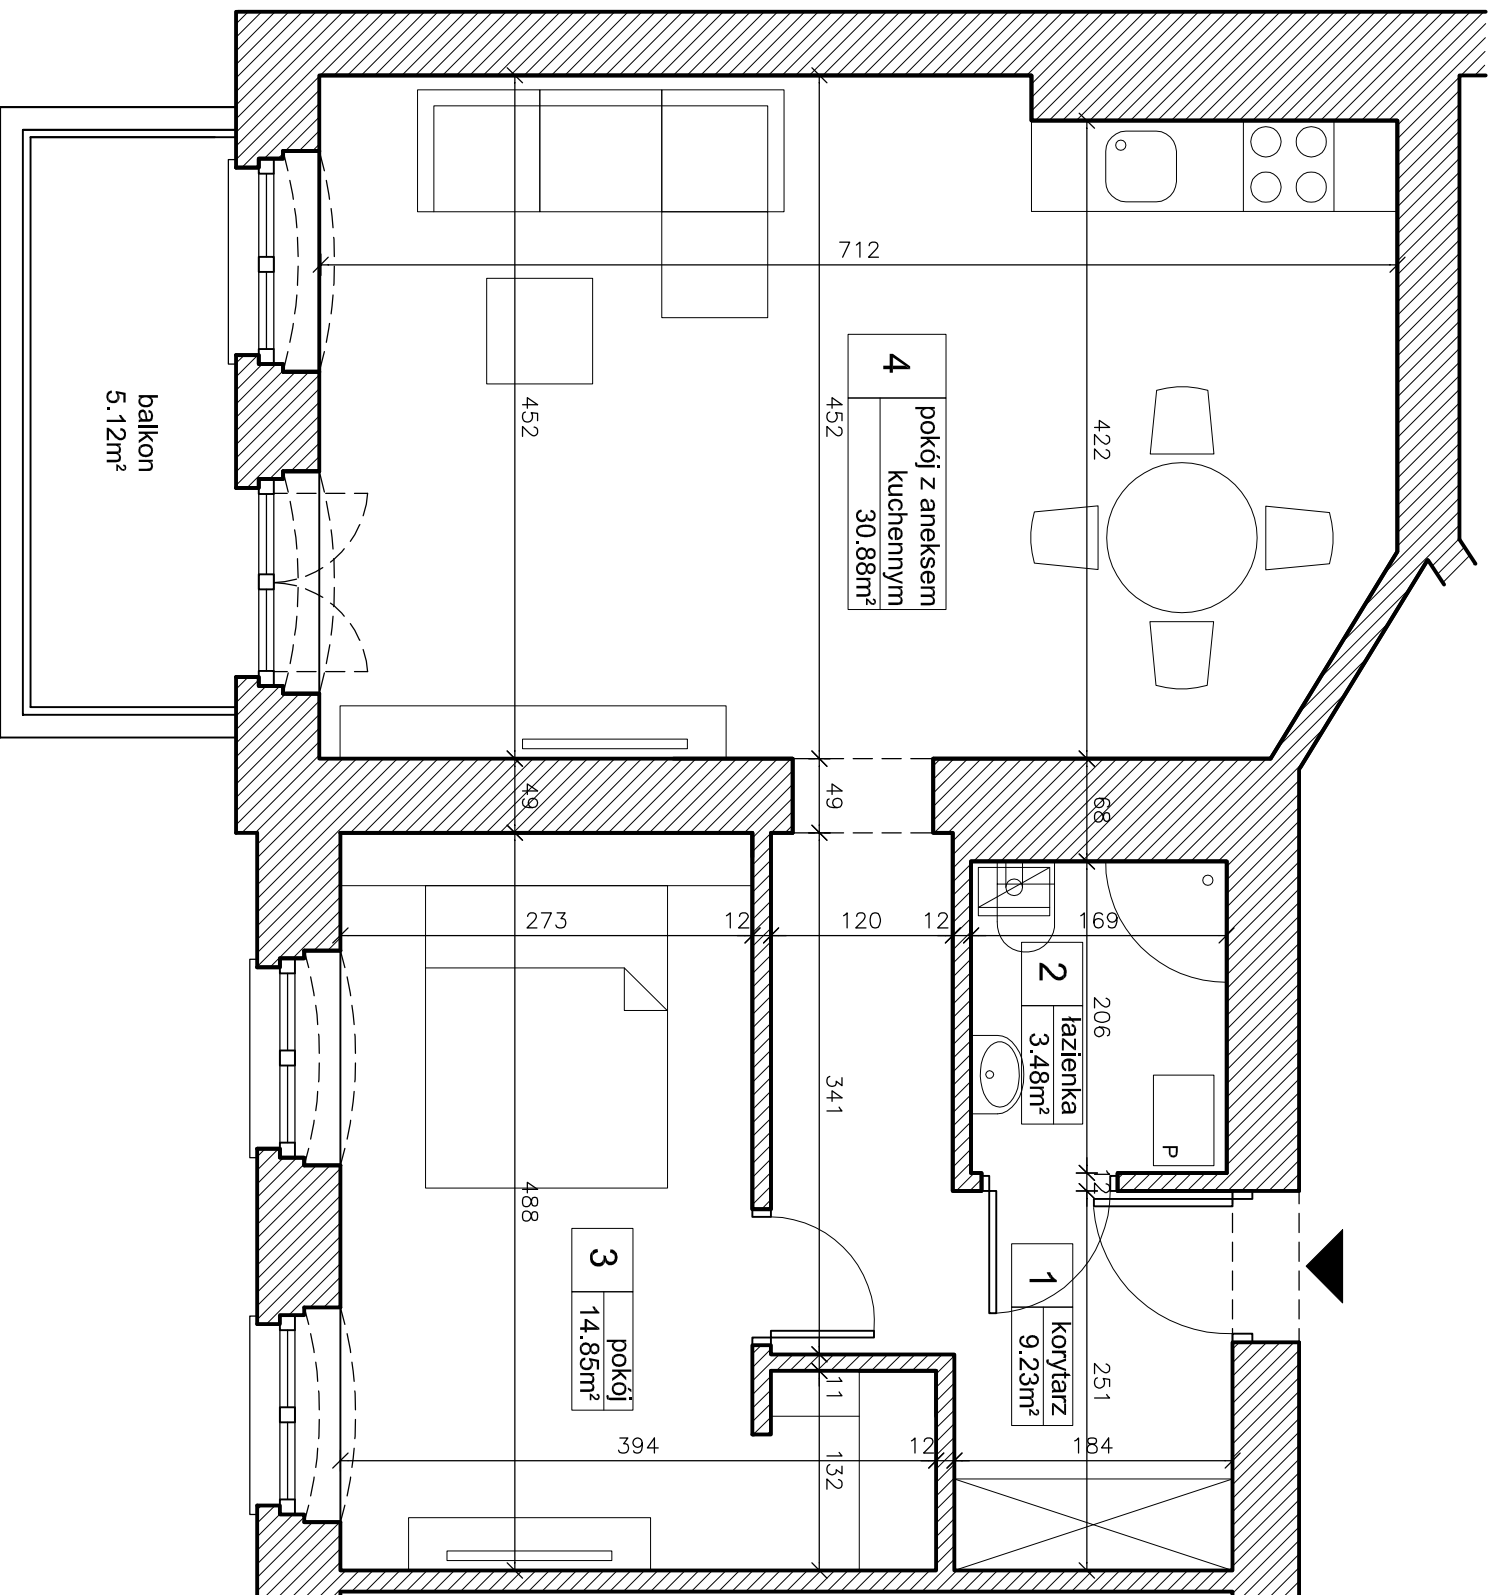 712
452
452
422
4
pokój z aneksem
kuchennym
30.88m²
balkon
5.12m²
49
49
68
273
12
120
12
169
2
łazienka
3.48m²
206
P
12
341
488
3
pokój
14.85m²
1
korytarz
9.23m²
251
11
132
394
12
184